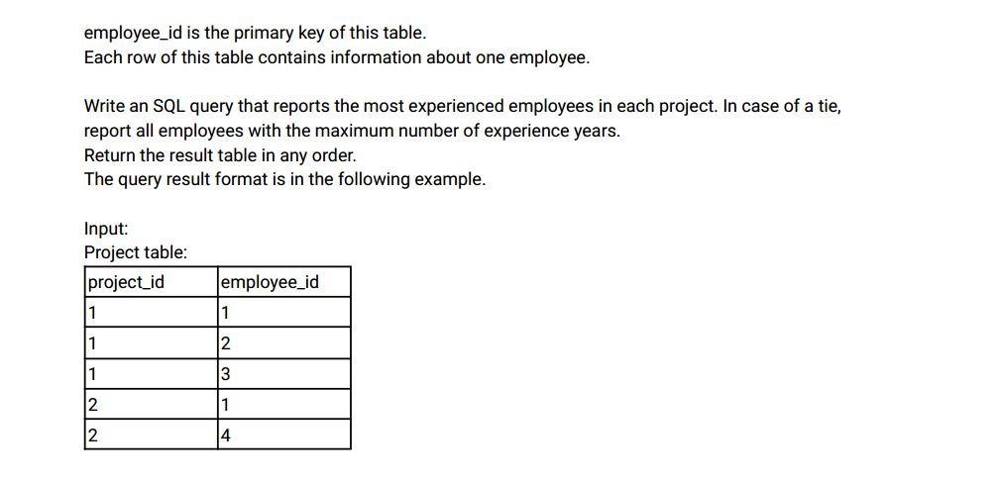 employee_id is the primary key of this table.
Each row of this table contains information about one employee.
Write an SQL query that reports the most experienced employees in each project. In case of a tie,
report all employees with the maximum number of experience years.
Return the result table in any order.
The query result format is in the following example.
Input:
Project table:
project_id employee_id
1 1
1 2
1 3
2 1
2 4